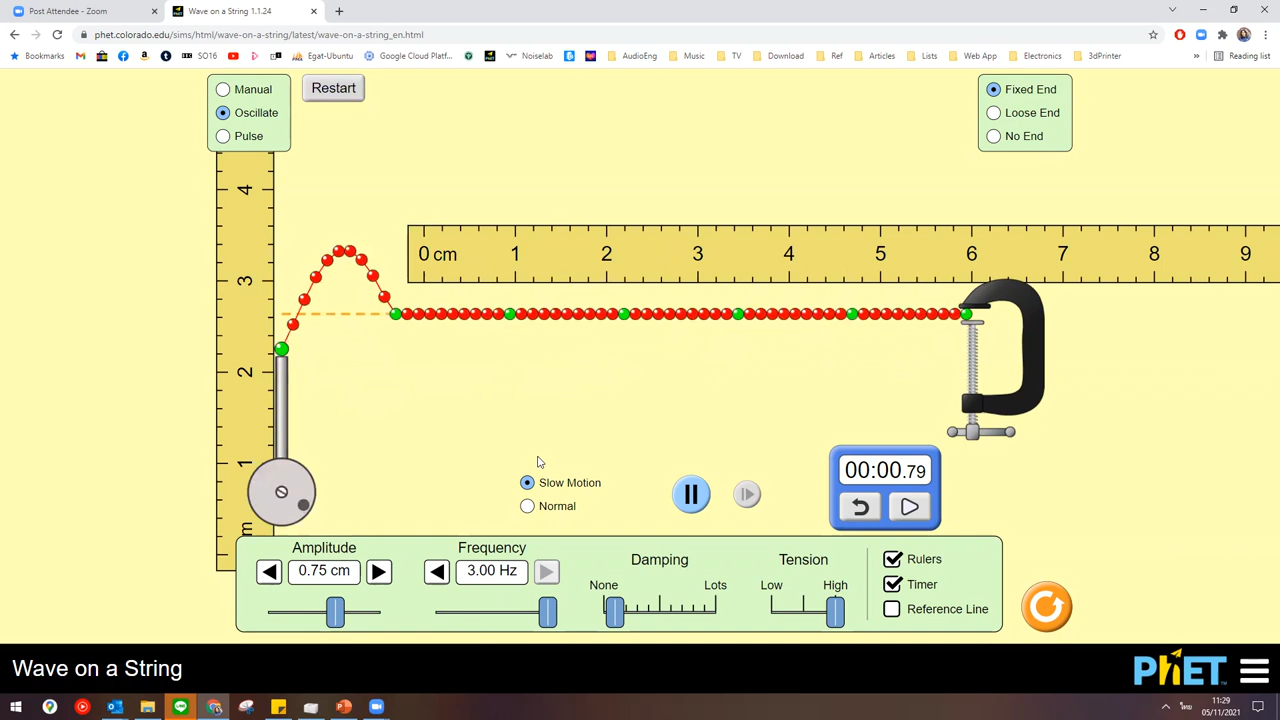 Post Attendee - Zoom
Wave on a String 1.1.24
phet.colorado.edu/sims/html/wave-on-a-string/latest/wave-on-a-string_en.html
Bookmarks
SO16
Egat-Ubuntu
Google Cloud Platf...
Noiselab
AudioEng
Music
TV
Download
Ref
Articles
Lists
Web App
Electronics
3dPrinter
»
Reading list
Manual
Oscillate
Pulse
Restart
Fixed End
Loose End
No End
4
3
2
1
0 cm 1 2 3 4 5 6 7 8 9
Slow Motion
Normal
00:00.79
Amplitude
0.75 cm
Frequency
3.00 Hz
Damping
None Lots
Tension
Low High
Rulers
Timer
Reference Line
Wave on a String
PhET
ไทย
11:29
05/11/2021